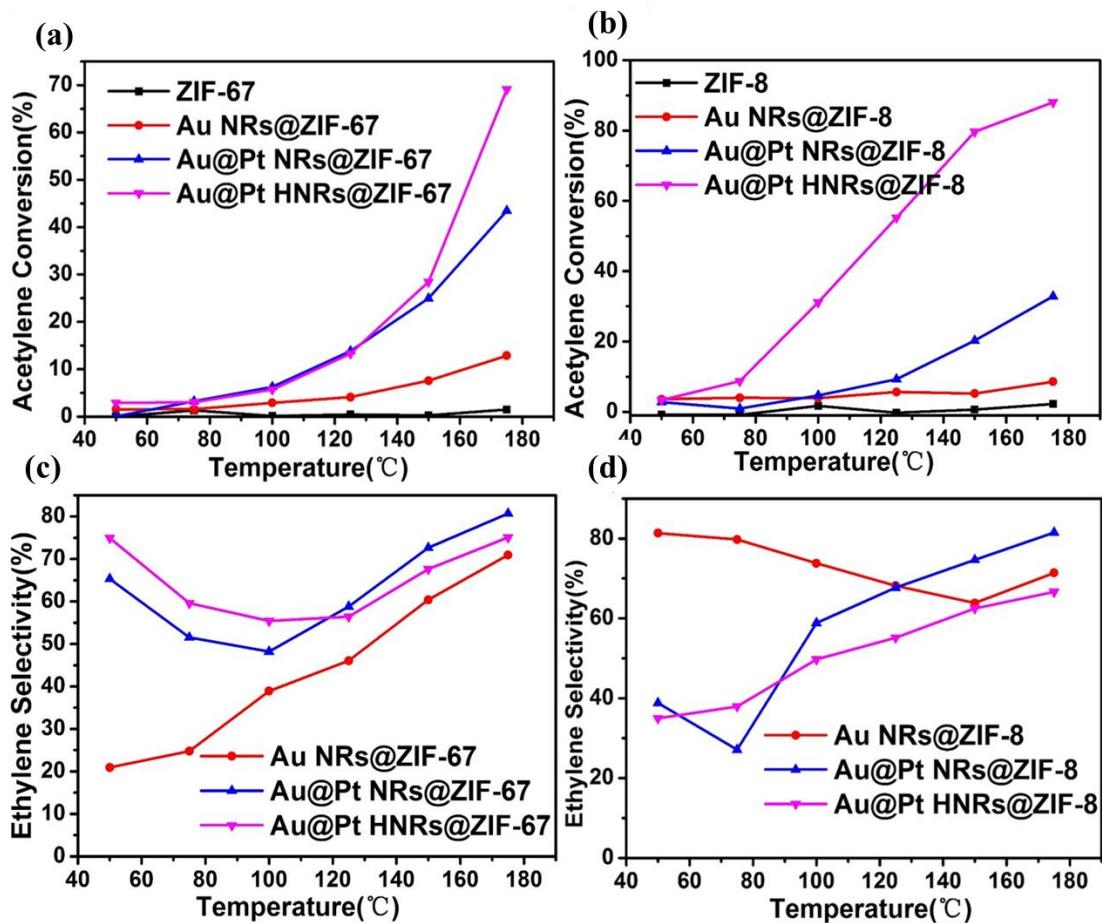 (a)
Acetylene Conversion(%)
70
60
50
40
30
20
10
0
ZIF-67
Au NRs@ZIF-67
Au@Pt NRs@ZIF-67
Au@Pt HNRs@ZIF-67
40 60 80 100 120 140 160 180
Temperature(℃)
(b)
Acetylene Conversion(%)
100
80
60
40
20
0
ZIF-8
Au NRs@ZIF-8
Au@Pt NRs@ZIF-8
Au@Pt HNRs@ZIF-8
40 60 80 100 120 140 160 180
Temperature(℃)
(c)
Ethylene Selectivity(%)
80
70
60
50
40
30
20
10
0
Au NRs@ZIF-67
Au@Pt NRs@ZIF-67
Au@Pt HNRs@ZIF-67
40 60 80 100 120 140 160 180
Temperature(℃)
(d)
Ethylene Selectivity(%)
80
60
40
20
0
Au NRs@ZIF-8
Au@Pt NRs@ZIF-8
Au@Pt HNRs@ZIF-8
40 60 80 100 120 140 160 180
Temperature(℃)